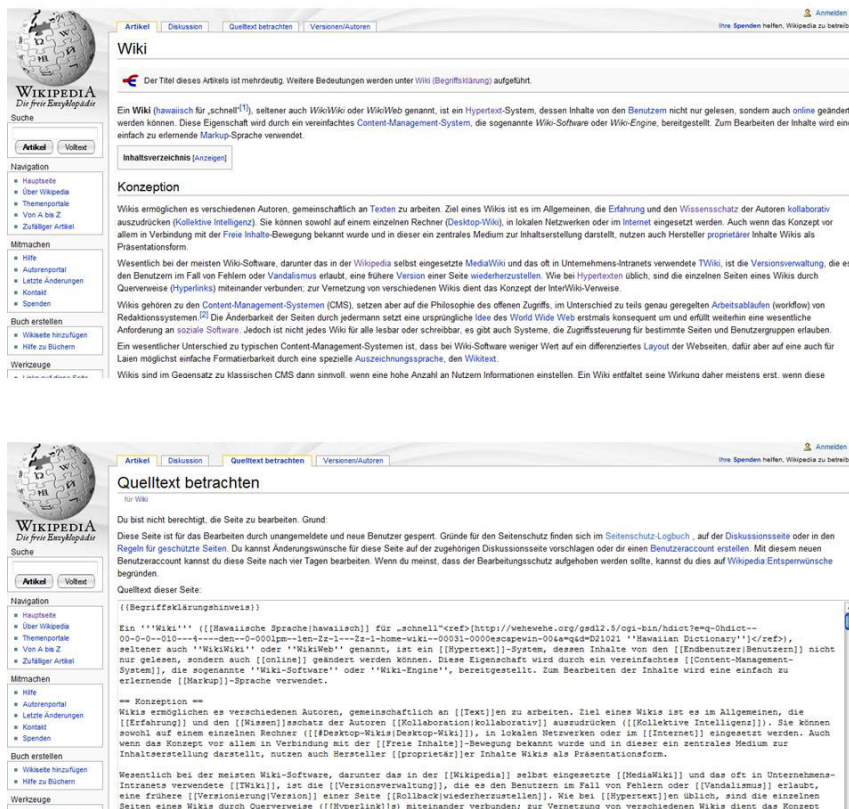 Anmelden
Artikel Diskussion Quelltext betrachten Versionen/Autoren
Ihre Spenden helfen, Wikipedia zu betreib
WIKIPEDIA
Die freie Enzyklopädie
Suche
Artikel Volltext
Navigation
Hauptseite
Über Wikipedia
Themenportale
Von A bis Z
Zufälliger Artikel
Mitmachen
Hilfe
Autorenportal
Letzte Änderungen
Kontakt
Spenden
Buch erstellen
Wikiseite hinzufügen
Hilfe zu Büchern
Werkzeuge
Links auf diese Seite
Wiki
Der Titel dieses Artikels ist mehrdeutig. Weitere Bedeutungen werden unter Wiki (Begriffsklärung) aufgeführt.
Ein Wiki (hawaiisch für „schnell“[1]), seltener auch WikiWiki oder WikiWeb genannt, ist ein Hypertext-System, dessen Inhalte von den Benutzern nicht nur gelesen, sondern auch online geändert
werden können. Diese Eigenschaft wird durch ein vereinfachtes Content-Management-System, die sogenannte Wiki-Software oder Wiki-Engine, bereitgestellt. Zum Bearbeiten der Inhalte wird eine
einfach zu erlernende Markup-Sprache verwendet.
Inhaltsverzeichnis [Anzeigen]
Konzeption
Wikis ermöglichen es verschiedenen Autoren, gemeinschaftlich an Texten zu arbeiten. Ziel eines Wikis ist es im Allgemeinen, die Erfahrung und den Wissensschatz der Autoren kollaborativ
auszudrücken (Kollektive Intelligenz). Sie können sowohl auf einem einzelnen Rechner (Desktop-Wiki), in lokalen Netzwerken oder im Internet eingesetzt werden. Auch wenn das Konzept vor
allem in Verbindung mit der Freie Inhalte-Bewegung bekannt wurde und in dieser ein zentrales Medium zur Inhaltserstellung darstellt, nutzen auch Hersteller proprietärer Inhalte Wikis als
Präsentationsform.
Wesentlich bei der meisten Wiki-Software, darunter das in der Wikipedia selbst eingesetzte MediaWiki und das oft in Unternehmens-Intranets verwendete TWiki, ist die Versionsverwaltung, die es
den Benutzern im Fall von Fehlern oder Vandalismus erlaubt, eine frühere Version einer Seite wiederherzustellen. Wie bei Hypertexten üblich, sind die einzelnen Seiten eines Wikis durch
Querverweise (Hyperlinks) miteinander verbunden; zur Vernetzung von verschiedenen Wikis dient das Konzept der InterWiki-Verweise.
Wikis gehören zu den Content-Management-Systemen (CMS), setzen aber auf die Philosophie des offenen Zugriffs, im Unterschied zu teils genau geregelten Arbeitsabläufen (workflow) von
Redaktionssystemen.[2] Die Änderbarkeit der Seiten durch jedermann setzt eine ursprüngliche Idee des World Wide Web erstmals konsequent um und erfüllt weiterhin eine wesentliche
Anforderung an soziale Software. Jedoch ist nicht jedes Wiki für alle lesbar oder schreibbar, es gibt auch Systeme, die Zugriffssteuerung für bestimmte Seiten und Benutzergruppen erlauben.
Ein wesentlicher Unterschied zu typischen Content-Management-Systemen ist, dass bei Wiki-Software weniger Wert auf ein differenziertes Layout der Webseiten, dafür aber auf eine auch für
Laien möglichst einfache Formatierbarkeit durch eine spezielle Auszeichnungssprache, den Wikitext.
Wikis sind im Gegensatz zu klassischen CMS dann sinnvoll, wenn eine hohe Anzahl an Nutzern Informationen einstellen. Ein Wiki entfaltet seine Wirkung daher meistens erst, wenn diese
Anmelden
Artikel Diskussion Quelltext betrachten Versionen/Autoren
Ihre Spenden helfen, Wikipedia zu betreib
WIKIPEDIA
Die freie Enzyklopädie
Suche
Artikel Volltext
Navigation
Hauptseite
Über Wikipedia
Themenportale
Von A bis Z
Zufälliger Artikel
Mitmachen
Hilfe
Autorenportal
Letzte Änderungen
Kontakt
Spenden
Buch erstellen
Wikiseite hinzufügen
Hilfe zu Büchern
Werkzeuge
Quelltext betrachten
für Wiki
Du bist nicht berechtigt, die Seite zu bearbeiten. Grund:
Diese Seite ist für das Bearbeiten durch unangemeldete und neue Benutzer gesperrt. Gründe für den Seitenschutz finden sich im Seitenschutz-Logbuch , auf der Diskussionsseite oder in den
Regeln für geschützte Seiten. Du kannst Änderungswünsche für diese Seite auf der zugehörigen Diskussionsseite vorschlagen oder dir einen Benutzeraccount erstellen. Mit diesem neuen
Benutzeraccount kannst du diese Seite nach vier Tagen bearbeiten. Wenn du meinst, dass der Bearbeitungsschutz aufgehoben werden sollte, kannst du dies auf Wikipedia:Entsperrwünsche
begründen.
Quelltext dieser Seite:
{{Begriffsklärungshinweis}}
Ein '''Wiki''' ([[Hawaiische Sprache|hawaiisch]] für „schnell“<ref>[http://wehewehe.org/gsdl2.5/cgi-bin/hdict?e=q-0hdict--
00-0-0--010---4----den--0-000lpm--len-Zz-1---Zz-1-home-wiki--00031-0000escapewin-00&a=q&d=D21021 ''Hawaiian Dictionary'']</ref>),
seltener auch ''WikiWiki'' oder ''WikiWeb'' genannt, ist ein [[Hypertext]]-System, dessen Inhalte von den [[Endbenutzer|Benutzern]] nicht
nur gelesen, sondern auch [[online]] geändert werden können. Diese Eigenschaft wird durch ein vereinfachtes [[Content-Management-
System]], die sogenannte ''Wiki-Software'' oder ''Wiki-Engine'', bereitgestellt. Zum Bearbeiten der Inhalte wird eine einfach zu
erlernende [[Markup]]-Sprache verwendet.
== Konzeption ==
Wikis ermöglichen es verschiedenen Autoren, gemeinschaftlich an [[Text]]en zu arbeiten. Ziel eines Wikis ist es im Allgemeinen, die
[[Erfahrung]] und den [[Wissen]]sschatz der Autoren [[Kollaboration|kollaborativ]] auszudrücken ([[Kollektive Intelligenz]]). Sie können
sowohl auf einem einzelnen Rechner ([[#Desktop-Wikis|Desktop-Wiki]]), in lokalen Netzwerken oder im [[Internet]] eingesetzt werden. Auch
wenn das Konzept vor allem in Verbindung mit der [[Freie Inhalte]]-Bewegung bekannt wurde und in dieser ein zentrales Medium zur
Inhaltserstellung darstellt, nutzen auch Hersteller [[proprietär]]er Inhalte Wikis als Präsentationsform.
Wesentlich bei der meisten Wiki-Software, darunter das in der [[Wikipedia]] selbst eingesetzte [[MediaWiki]] und das oft in Unternehmens-
Intranets verwendete [[TWiki]], ist die [[Versionsverwaltung]], die es den Benutzern im Fall von Fehlern oder [[Vandalismus]] erlaubt,
eine frühere [[Versionierung|Version]] einer Seite [[Rollback|wiederherzustellen]]. Wie bei [[Hypertext]]en üblich, sind die einzelnen
Seiten eines Wikis durch Querverweise ([[Hyperlink]]s) miteinander verbunden; zur Vernetzung von verschiedenen Wikis dient das Konzept